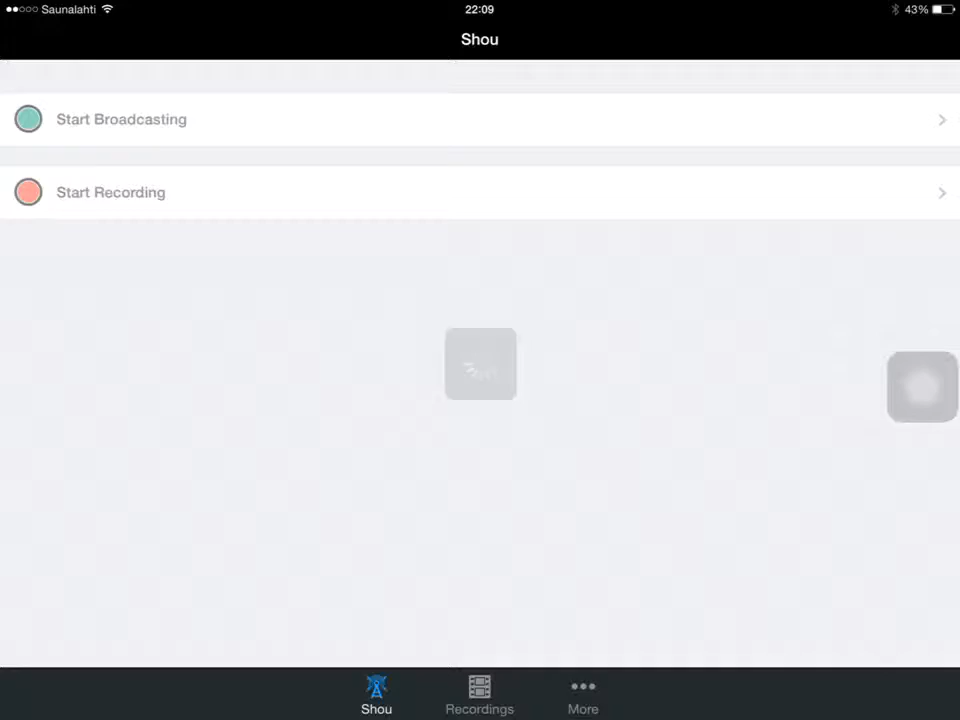 Saunalahti
22:09
43%
Shou
Start Broadcasting
Start Recording
Shou
Recordings
More